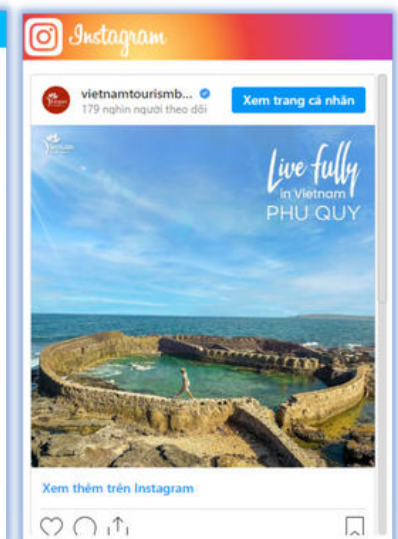 Instagram
vietnamtourismb...
179 nghìn người theo dõi
Xem trang cá nhân
Vietnam
Live fully
in Vietnam
PHU QUY
Xem thêm trên Instagram